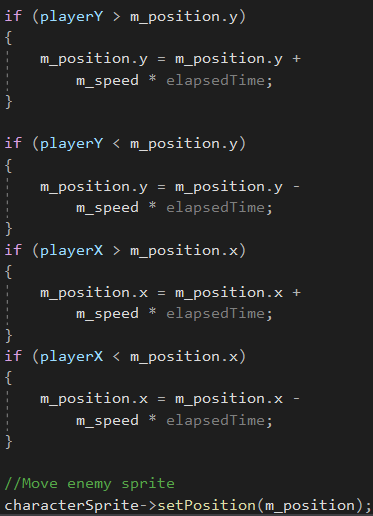 if (playerY > m_position.y)
{
m_position.y = m_position.y +
m_speed * elapsedTime;
}
if (playerY < m_position.y)
{
m_position.y = m_position.y -
m_speed * elapsedTime;
}
if (playerX > m_position.x)
{
m_position.x = m_position.x +
m_speed * elapsedTime;
}
if (playerX < m_position.x)
{
m_position.x = m_position.x -
m_speed * elapsedTime;
}
//Move enemy sprite
characterSprite->setPosition(m_position);